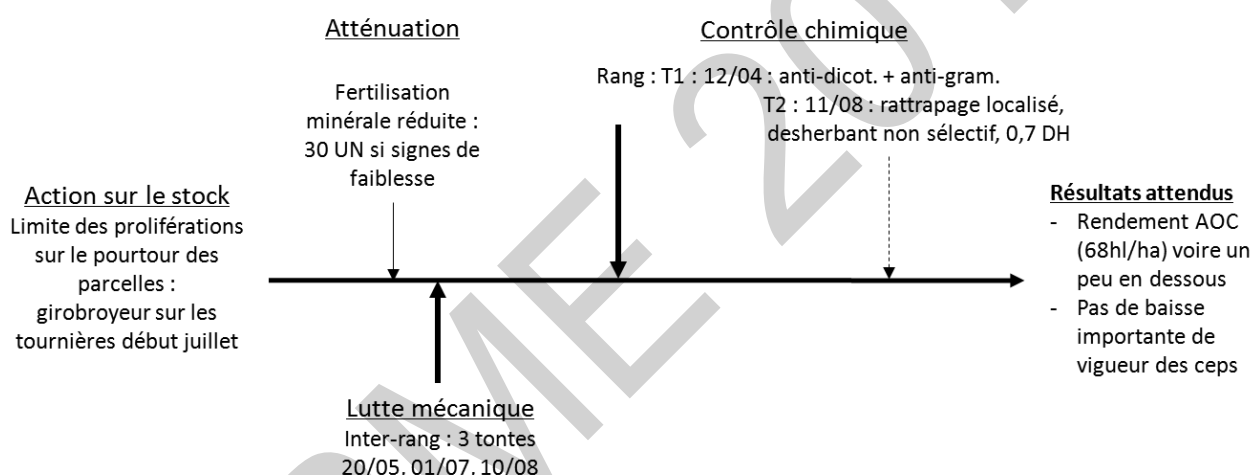 Atténuation
Fertilisation
minérale réduite :
30 UN si signes de
faiblesse
Contrôle chimique
Rang : T1 : 12/04 : anti-dicot. + anti-gram.
T2 : 11/08 : rattrapage localisé,
desherbant non sélectif, 0,7 DH
Action sur le stock
Limite des proliférations
sur le pourtour des
parcelles :
girobroyeur sur les
tournières début juillet
Résultats attendus
- Rendement AOC
(68hl/ha) voire un
peu en dessous
- Pas de baisse
importante de
vigueur des ceps
Lutte mécanique
Inter-rang : 3 tontes
20/05, 01/07, 10/08